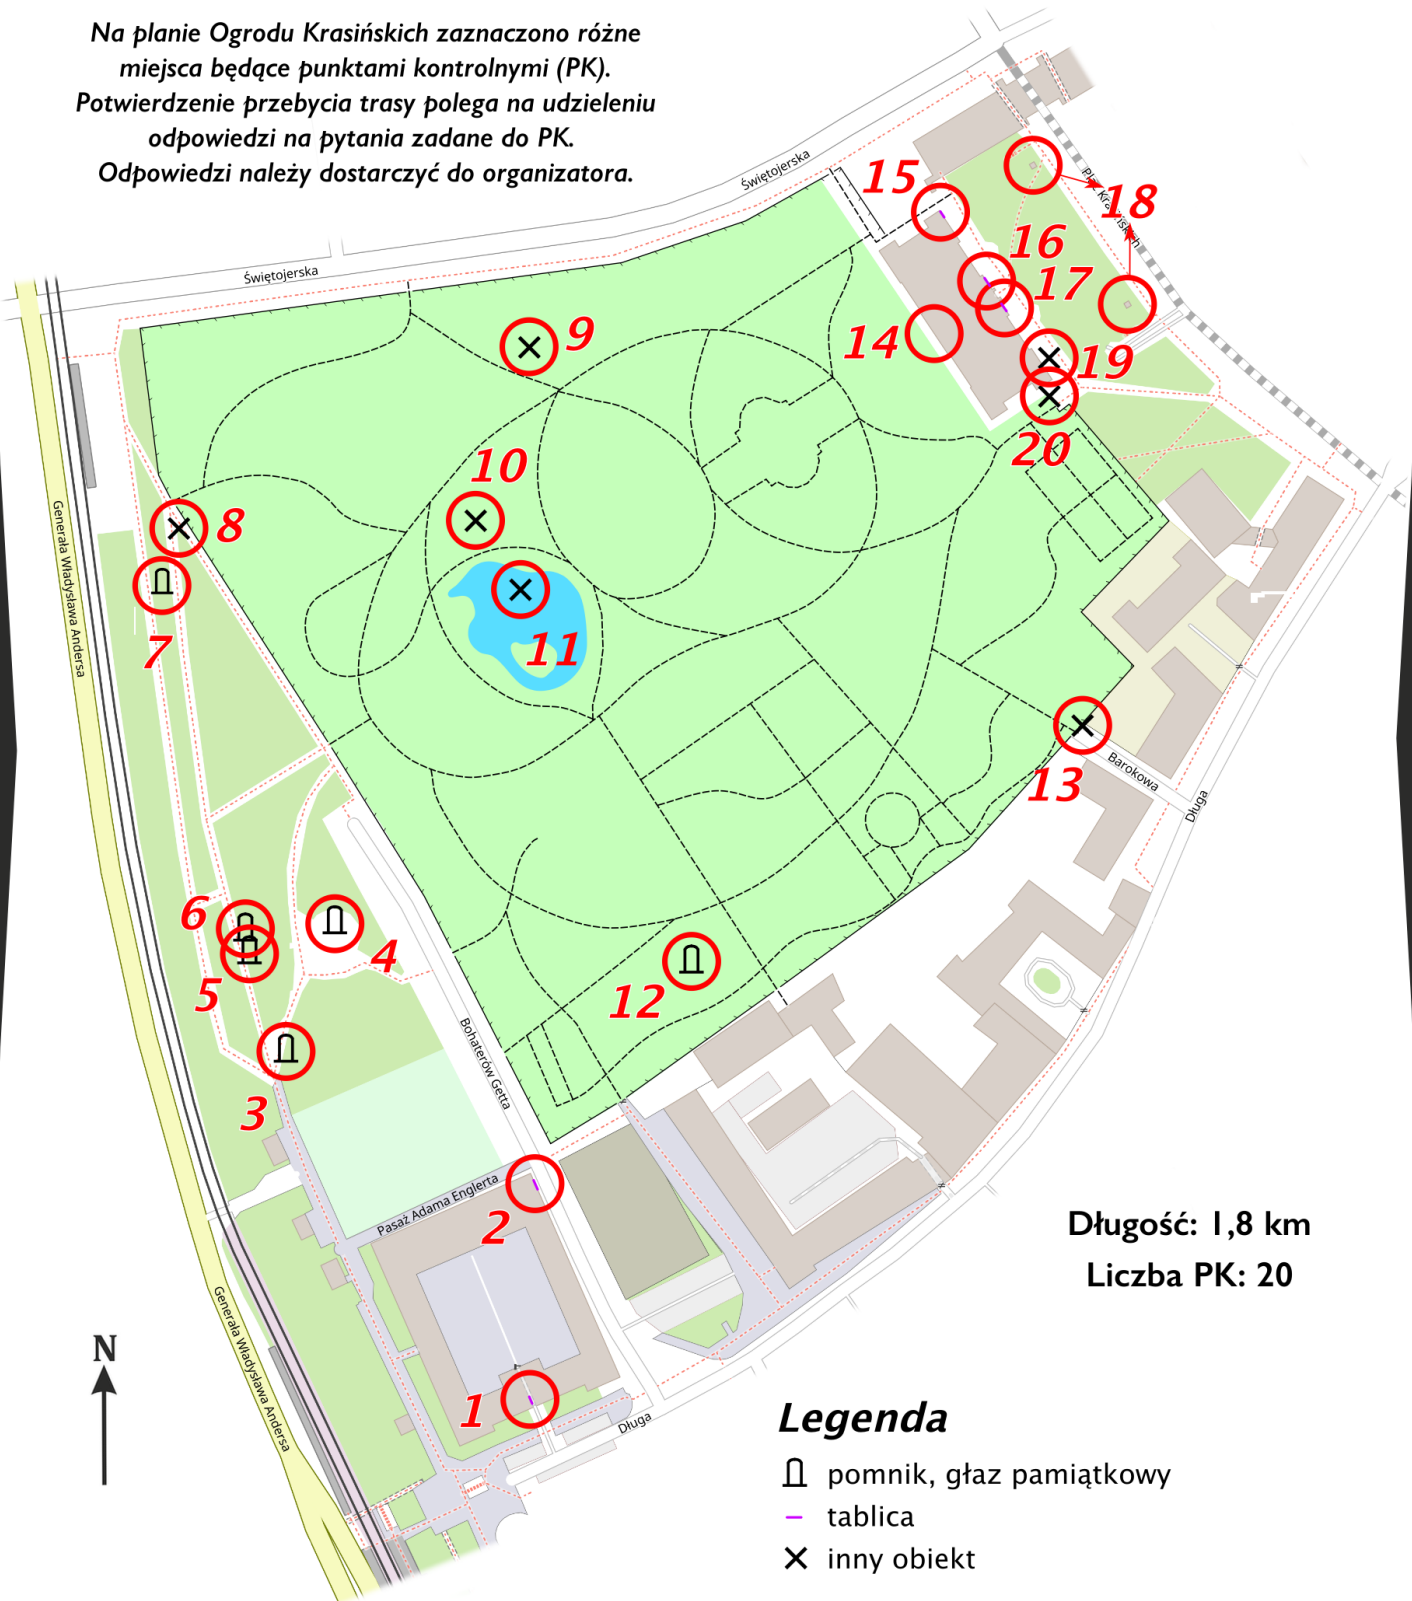 Na planie Ogrodu Krasińskich zaznaczono różne
miejsca będące punktami kontrolnymi (PK).
Potwierdzenie przebycia trasy polega na udzieleniu
odpowiedzi na pytania zadane do PK.
Odpowiedzi należy dostarczyć do organizatora.
Świętojerska
15
Plac Krasińskich
18
16
Świętojerska
17
9
14
19
20
10
8
Generała Władysława Andersa
7
11
13
Barokowa
Długa
6
4
5
12
Bohaterów Getta
3
Pasaż Adama Englerta
2
Długość: 1,8 km
Liczba PK: 20
Generała Władysława Andersa
N
1
Długa
Legenda
pomnik, głaz pamiątkowy
tablica
inny obiekt